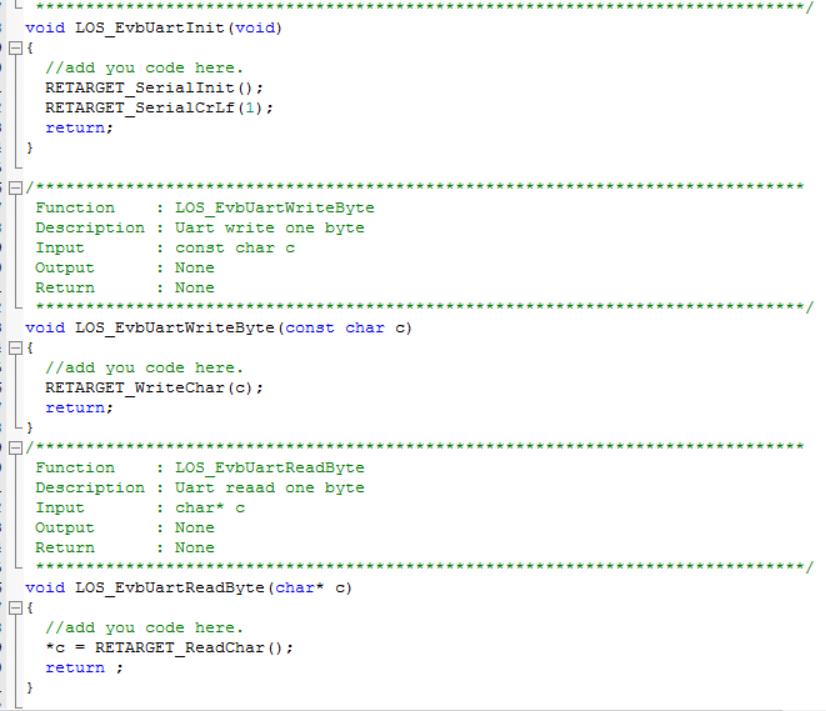 *****************************************************************************/
void LOS_EvbUartInit(void)
{
  //add you code here.
  RETARGET_SerialInit();
  RETARGET_SerialCrLf(1);
  return;
}
/*****************************************************************************
 Function    : LOS_EvbUartWriteByte
 Description : Uart write one byte
 Input       : const char c
 Output      : None
 Return      : None
 *****************************************************************************/
void LOS_EvbUartWriteByte(const char c)
{
  //add you code here.
  RETARGET_WriteChar(c);
  return;
}
/*****************************************************************************
 Function    : LOS_EvbUartReadByte
 Description : Uart reaad one byte
 Input       : char* c
 Output      : None
 Return      : None
 *****************************************************************************/
void LOS_EvbUartReadByte(char* c)
{
  //add you code here.
  *c = RETARGET_ReadChar();
  return ;
}